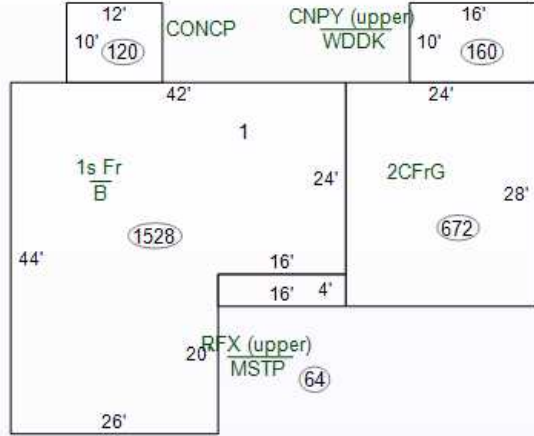 12'
CNPY (upper)
16'
CONCP
10'
120
WDDK
10'
160
42'
24'
1
1s Fr
24'
2CFrG
B
28'
1528
672
44'
16'
16'
4'
RFX (upper)
20'
MSTP
64
26'